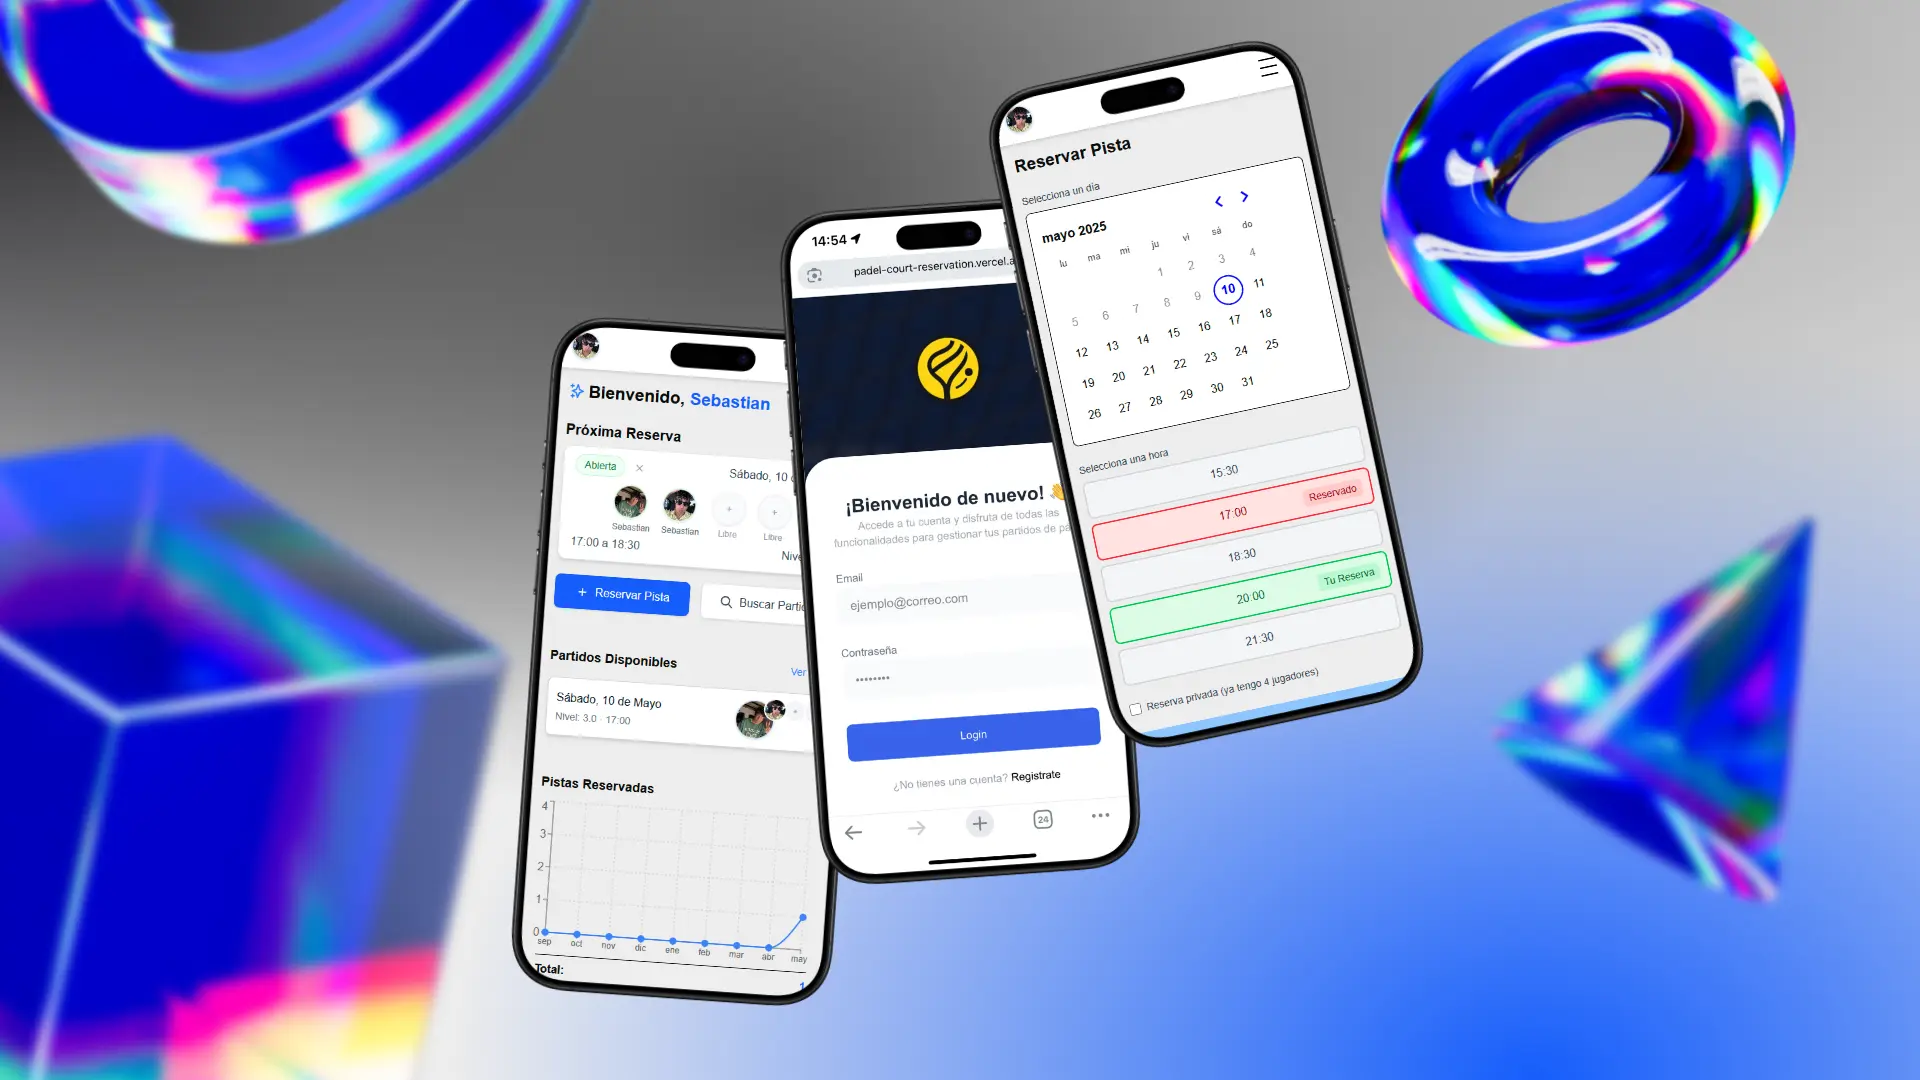 Bienvenido, Sebastian
Próxima Reserva
Abierta ×
Sábado, 10
Sebastian
Sebastian
Libre
Libre
17:00 a 18:30
+ Reservar Pista
Buscar
Partidos Disponibles
Ver
Sábado, 10 de Mayo
Nivel: 3.0 · 17:00
Pistas Reservadas
4
3
2
1
0
sep oct nov dic ene feb mar abr may
Total:
1
14:54
padel-court-reservation.vercel.a
¡Bienvenido de nuevo! 👋
Accede a tu cuenta y disfruta de todas las
funcionalidades para gestionar tus partidos de
Email
ejemplo@correo.com
Contraseña
••••••••
Login
¿No tienes una cuenta? Registrate
24
Reservar Pista
Selecciona un día
mayo 2025
lu ma mi ju vi sá do
1 2 3 4
5 6 7 8 9 10 11
12 13 14 15 16 17 18
19 20 21 22 23 24 25
26 27 28 29 30 31
Selecciona una hora
15:30
17:00 Reservado
18:30
20:00 Tu Reserva
21:30
Reserva privada (ya tengo 4 jugadores)